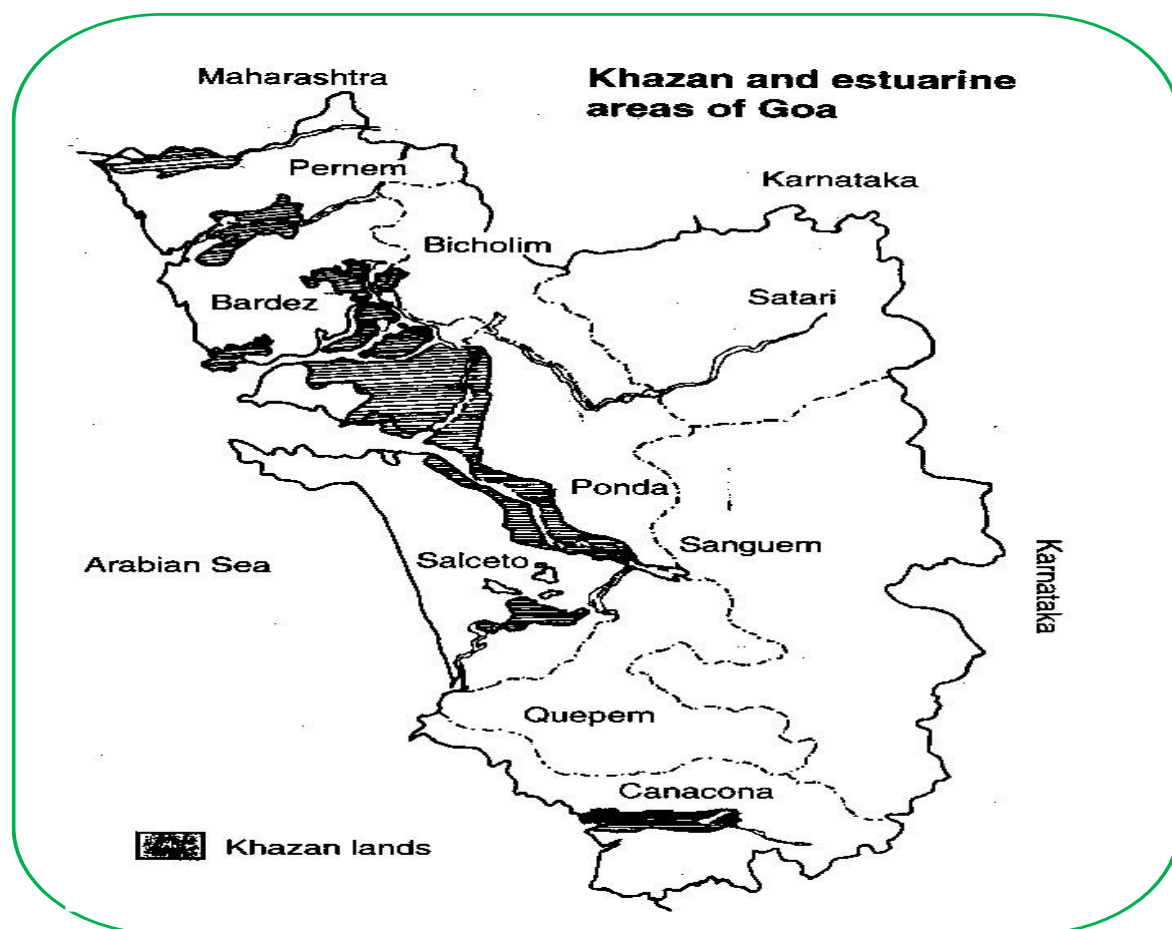 Maharashtra
Khazan and estuarine
areas of Goa
Pernem
Karnataka
Bicholim
Bardez
Satari
Ponda
Sanguem
Arabian Sea
Salceto
Karnataka
Quepem
Canacona
Khazan lands